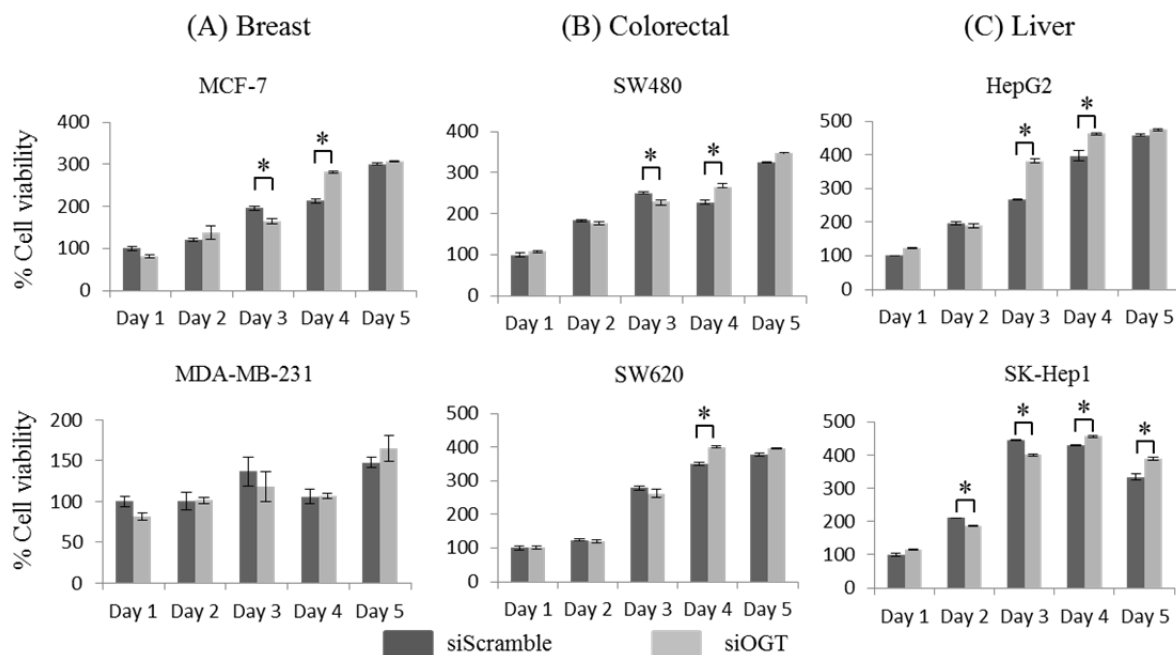 (A) Breast
(B) Colorectal
(C) Liver
MCF-7
SW480
HepG2
% Cell viability
400
300
200
100
0
*
*
Day 1 Day 2 Day 3 Day 4 Day 5
400
300
200
100
0
*
*
Day 1 Day 2 Day 3 Day 4 Day 5
500
400
300
200
100
0
*
*
Day 1 Day 2 Day 3 Day 4 Day 5
MDA-MB-231
SW620
SK-Hep1
% Cell viability
200
150
100
50
0
Day 1 Day 2 Day 3 Day 4 Day 5
500
400
300
200
100
0
*
Day 1 Day 2 Day 3 Day 4 Day 5
500
400
300
200
100
0
*
*
*
*
Day 1 Day 2 Day 3 Day 4 Day 5
siScramble
siOGT